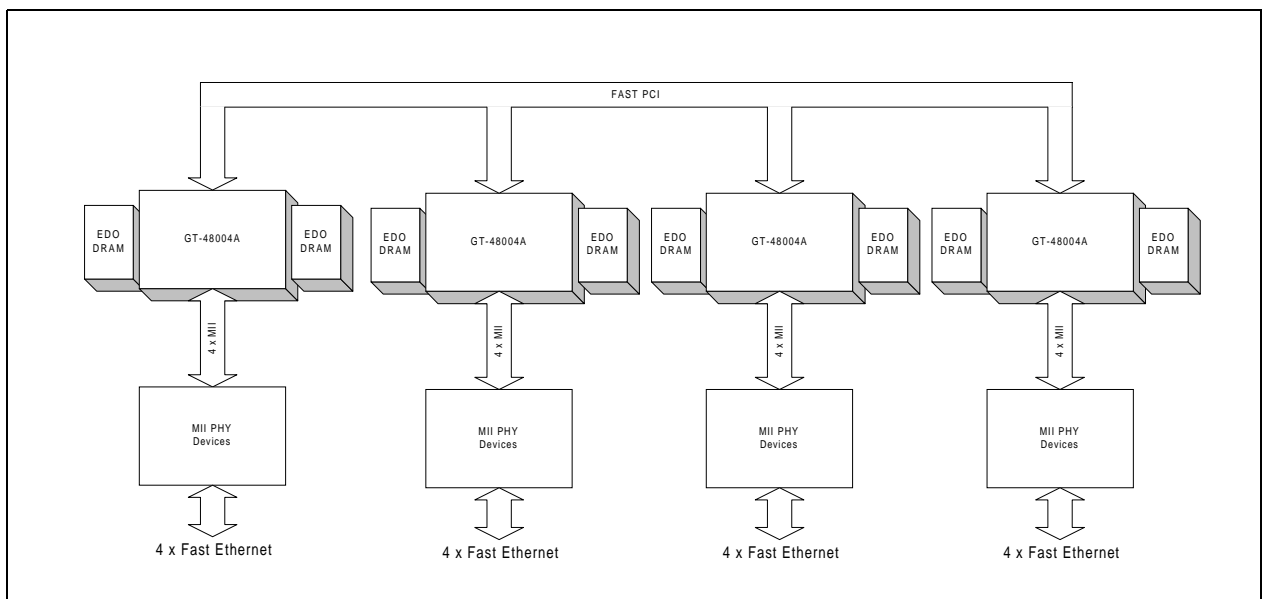 FAST PCI
EDO
DRAM
GT-48004A
EDO
DRAM
EDO
DRAM
GT-48004A
EDO
DRAM
EDO
DRAM
GT-48004A
EDO
DRAM
EDO
DRAM
GT-48004A
EDO
DRAM
4 x MII
4 x MII
4 x MII
4 x MII
MII PHY
Devices
MII PHY
Devices
MII PHY
Devices
MII PHY
Devices
4 x Fast Ethernet
4 x Fast Ethernet
4 x Fast Ethernet
4 x Fast Ethernet